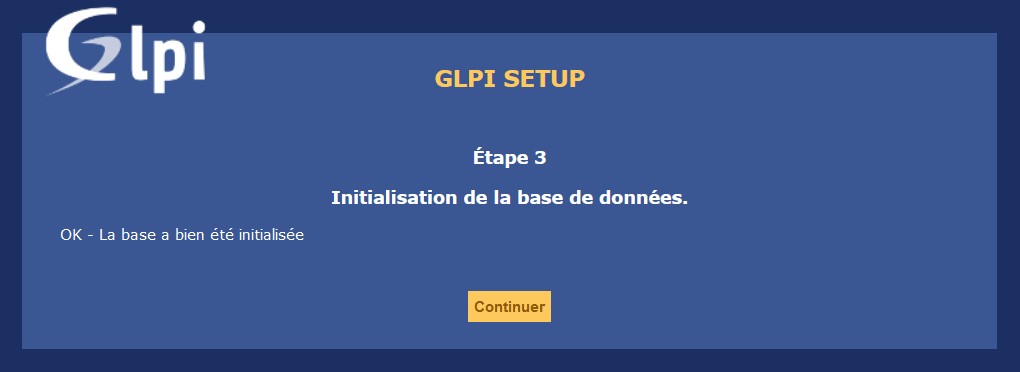 Glpi
GLPI SETUP
Étape 3
Initialisation de la base de données.
OK - La base a bien été initialisée
Continuer